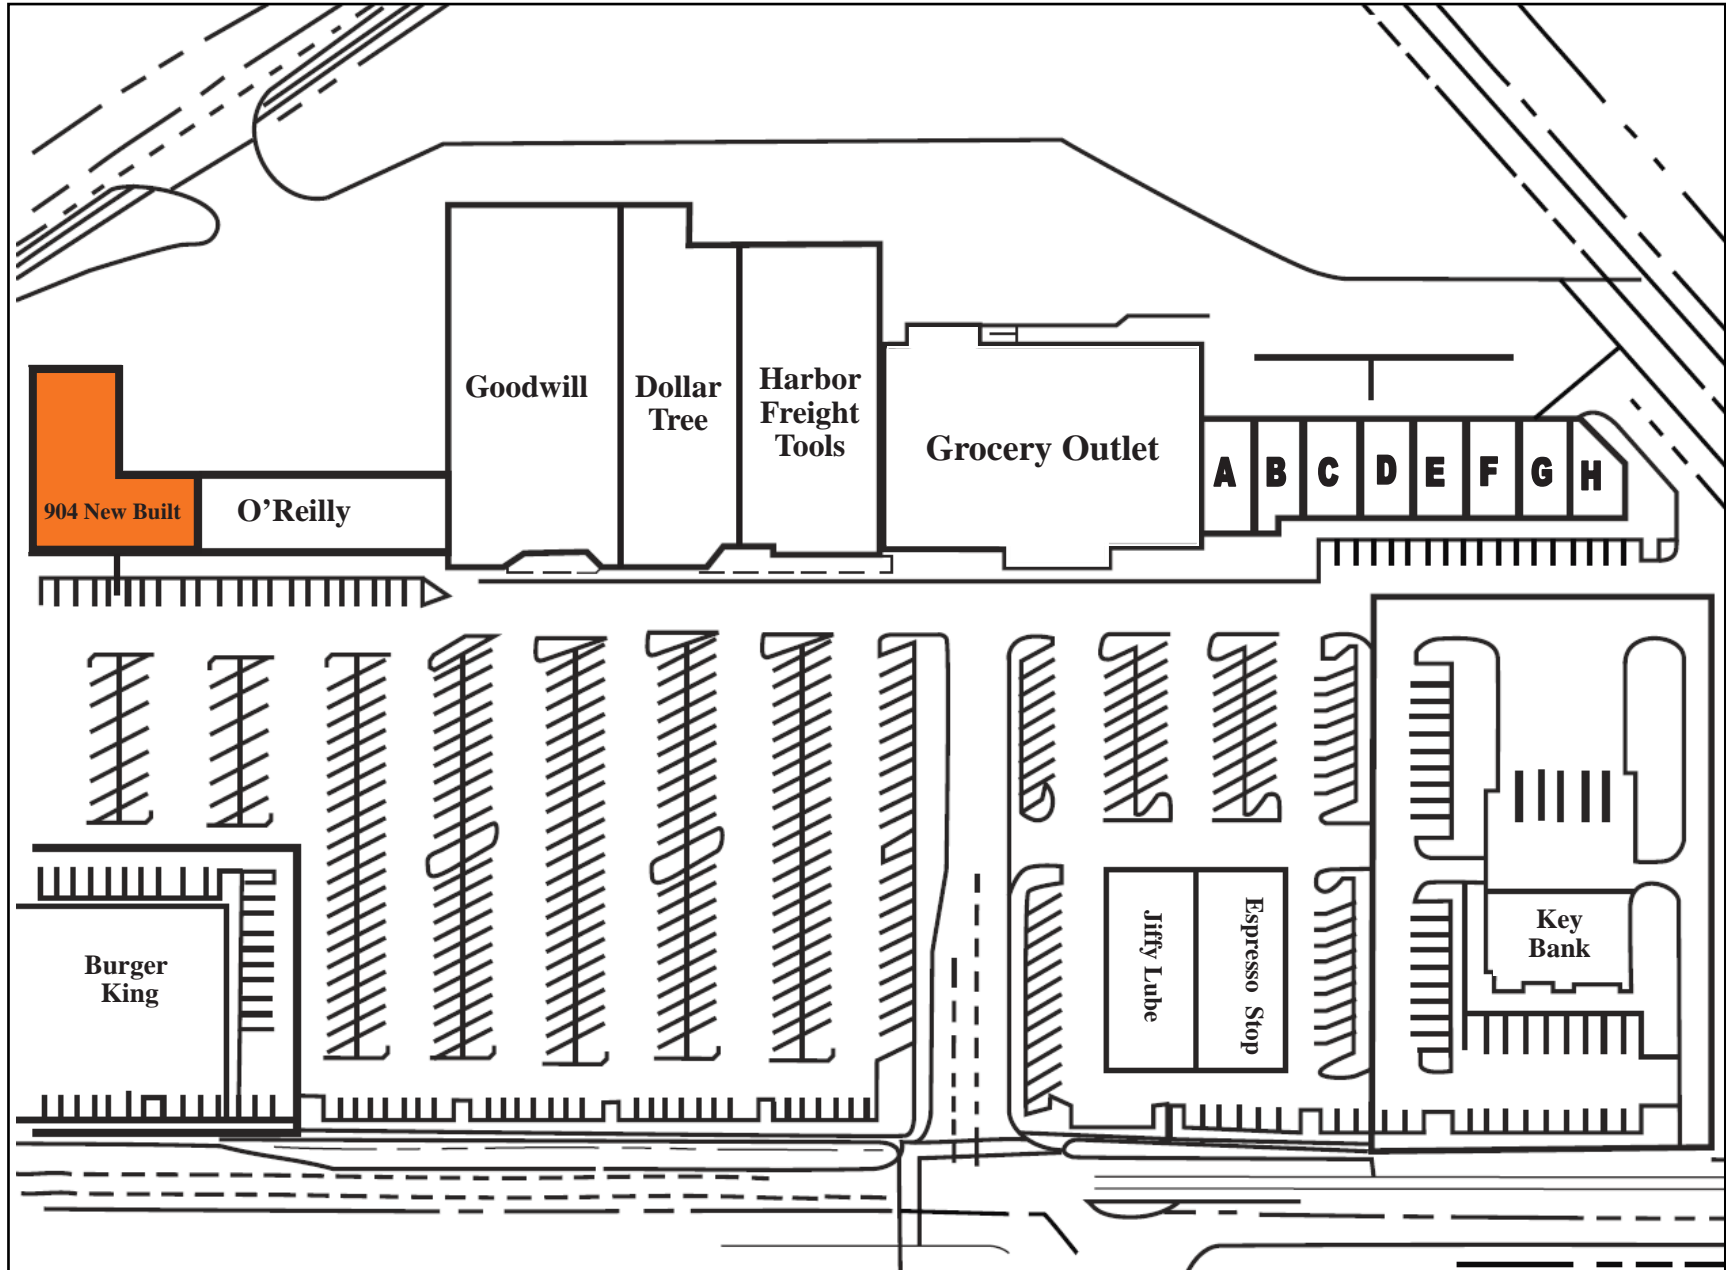 Goodwill
Dollar
Tree
Harbor
Freight
Tools
Grocery Outlet
A B C D E F G H
904 New Built
O’Reilly
Burger
King
Jiffy Lube
Espresso Stop
Key
Bank